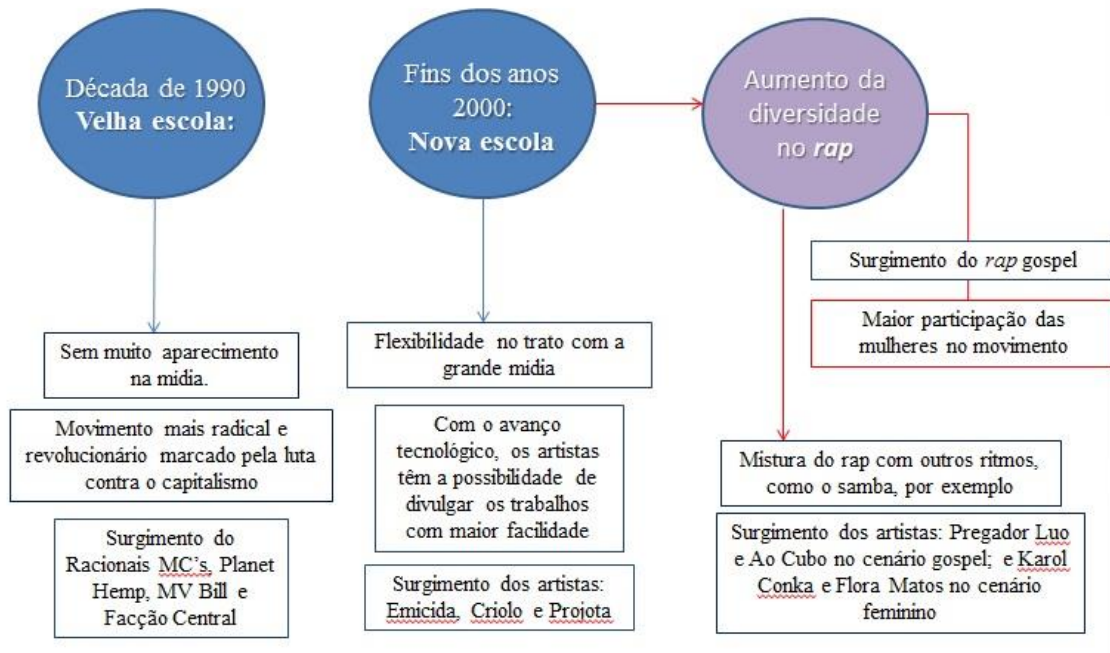 Década de 1990
Velha escola:
Sem muito aparecimento
na mídia.
Movimento mais radical e
revolucionário marcado pela luta
contra o capitalismo
Surgimento do
Racionais MC's, Planet
Hemp, MV Bill e
Facção Central
Fins dos anos
2000:
Nova escola
Flexibilidade no trato com a
grande mídia
Com o avanço
tecnológico, os artistas
têm a possibilidade de
divulgar os trabalhos
com maior facilidade
Surgimento dos artistas:
Emicida, Criolo e Projota
Aumento da
diversidade
no rap
Surgimento do rap gospel
Maior participação das
mulheres no movimento
Mistura do rap com outros ritmos,
como o samba, por exemplo
Surgimento dos artistas: Pregador Luo
e Ao Cubo no cenário gospel; e Karol
Conka e Flora Matos no cenário
feminino